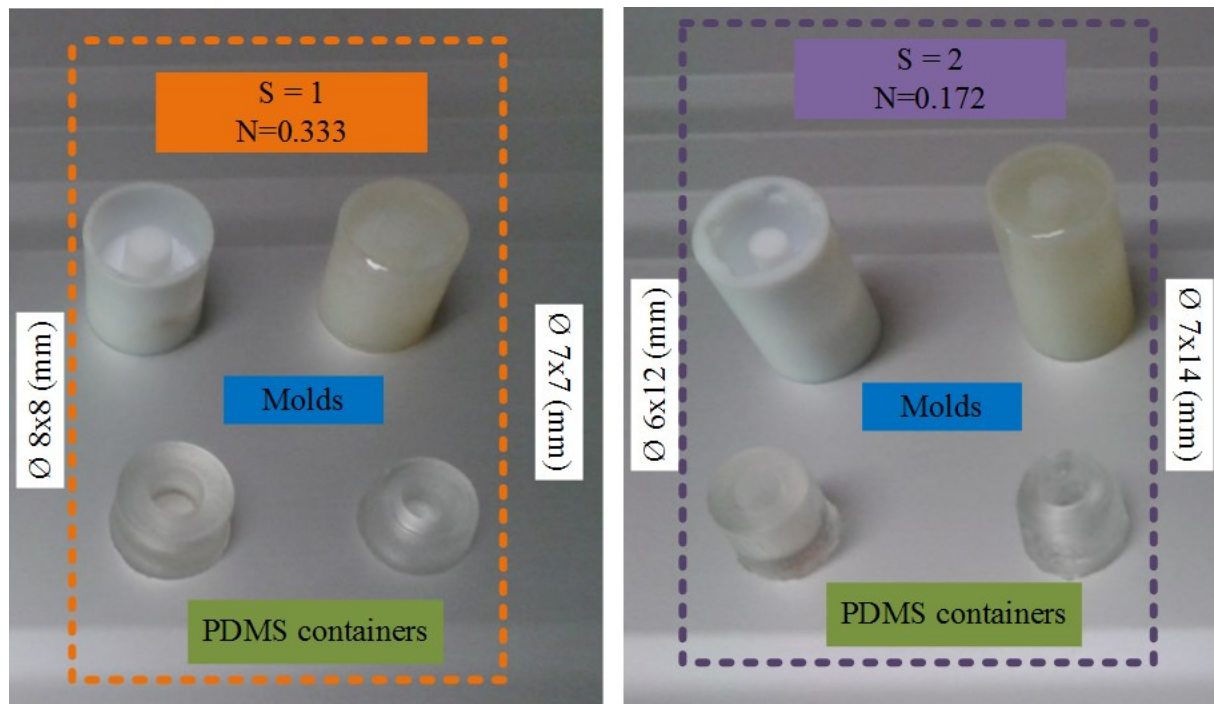 S = 1
N=0.333
Ø 8x8 (mm)
Molds
Ø 7x7 (mm)
PDMS containers
S = 2
N=0.172
Ø 6x12 (mm)
Molds
Ø 7x14 (mm)
PDMS containers